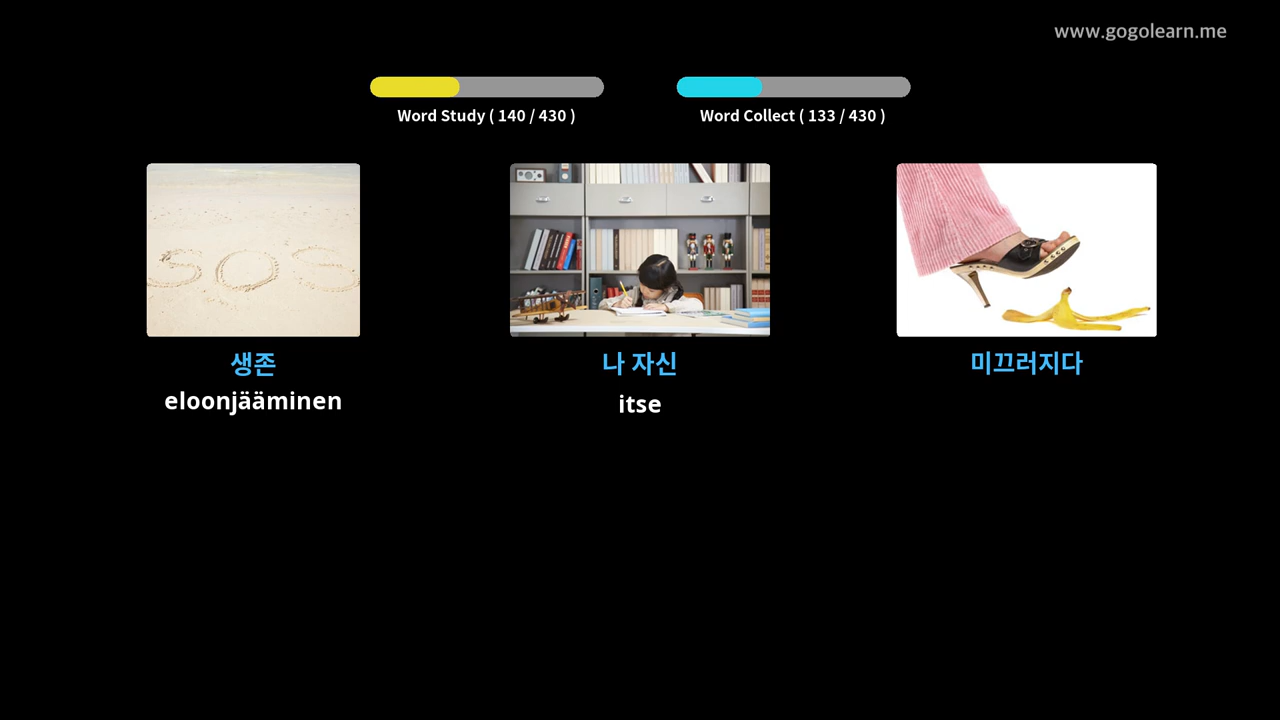 www.gogolearn.me
Word Study ( 140 / 430 )
Word Collect ( 133 / 430 )
SOS
생존
eloonjääminen
나 자신
itse
미끄러지다